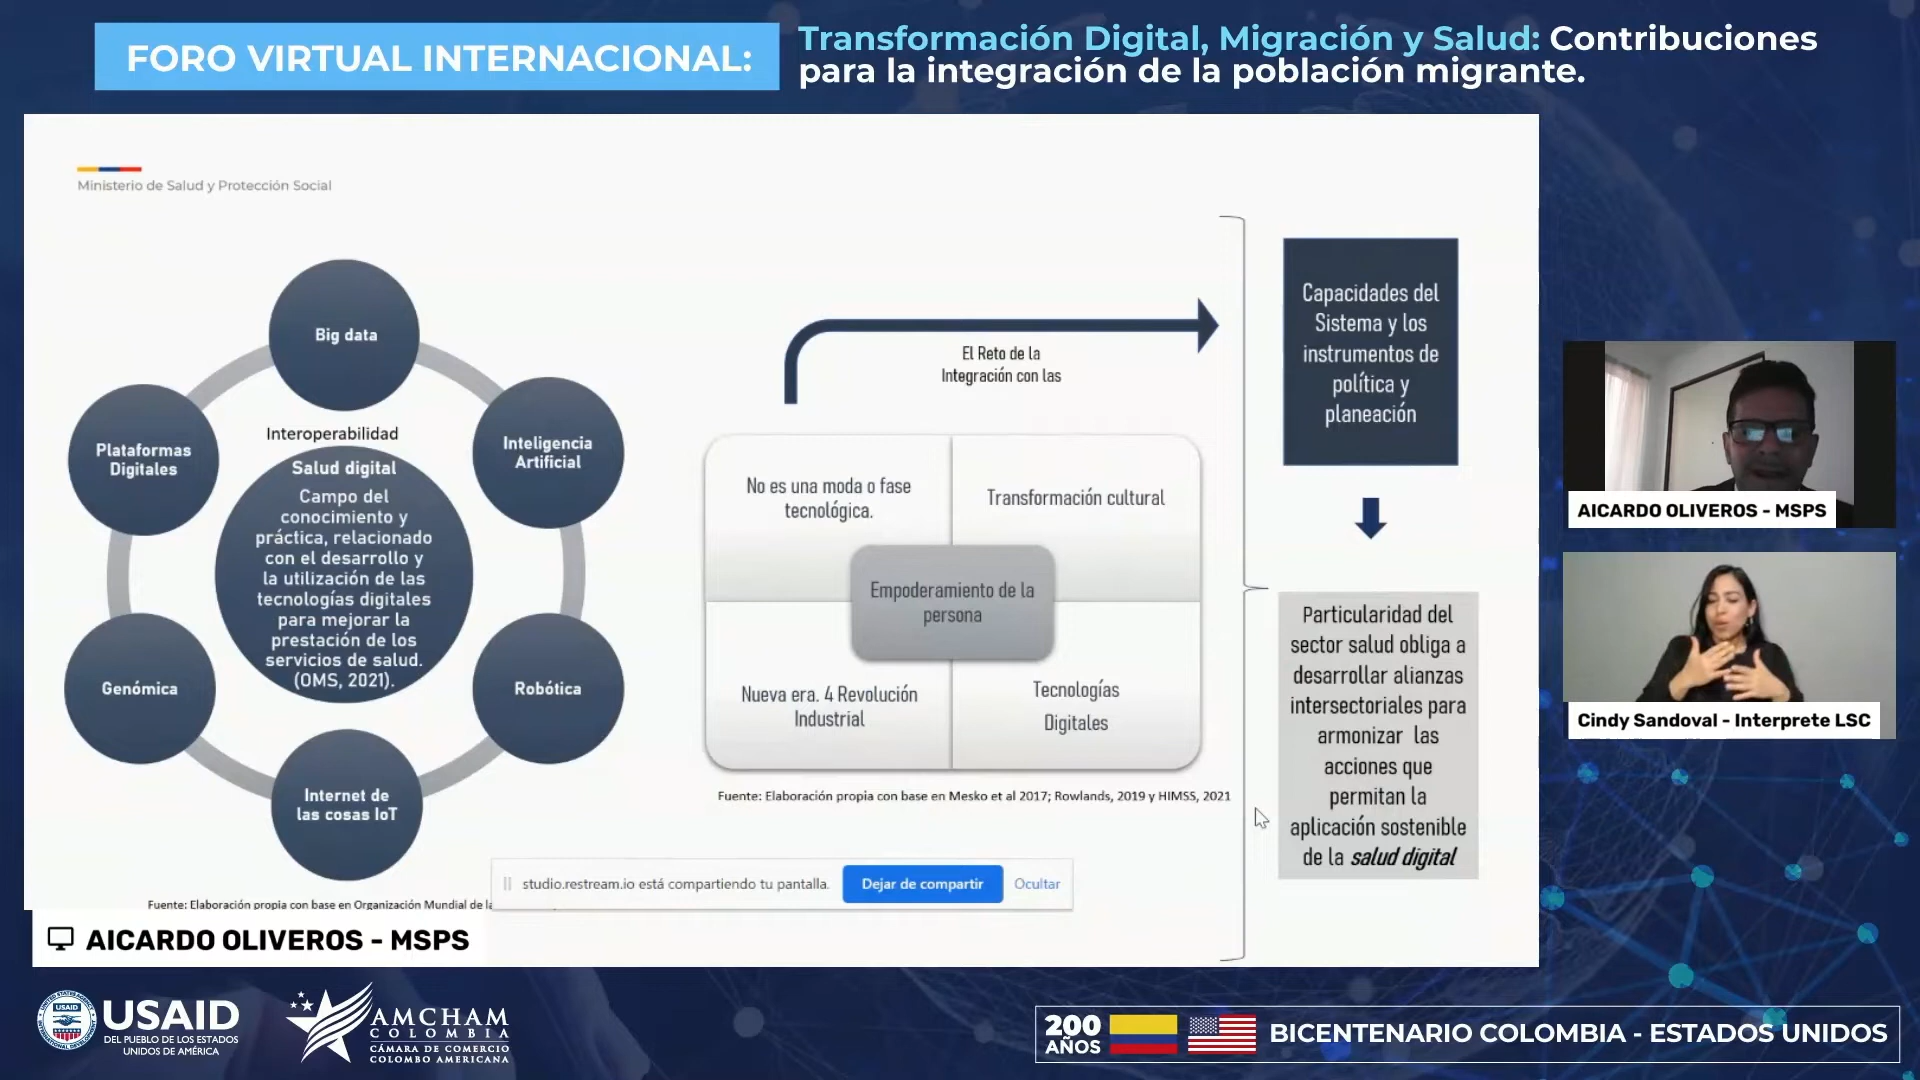 FORO VIRTUAL INTERNACIONAL:
Transformación Digital, Migración y Salud: Contribuciones
para la integración de la población migrante.
Ministerio de Salud y Protección Social
Big data
Plataformas
Digitales
Inteligencia
Artificial
Interoperabilidad
Salud digital
Campo del
conocimiento y
práctica, relacionado
con el desarrollo y
la utilización de las
tecnologías digitales
para mejorar la
prestación de los
servicios de salud.
(OMS, 2021).
Genómica
Robótica
Internet de
las cosas IoT
Fuente: Elaboración propia con base en Organización Mundial de la
El Reto de la
Integración con las
No es una moda o fase
tecnológica.
Transformación cultural
Empoderamiento de la
persona
Nueva era. 4 Revolución
Industrial
Tecnologías
Digitales
Fuente: Elaboración propia con base en Mesko et al 2017; Rowlands, 2019 y HIMSS, 2021
Capacidades del
Sistema y los
instrumentos de
política y
planeación
Particularidad del
sector salud obliga a
desarrollar alianzas
intersectoriales para
armonizar las
acciones que
permitan la
aplicación sostenible
de la salud digital
studio.restream.io está compartiendo tu pantalla.
Dejar de compartir
Ocultar
AICARDO OLIVEROS - MSPS
AICARDO OLIVEROS - MSPS
Cindy Sandoval - Interprete LSC
USAID
USAID
DEL PUEBLO DE LOS ESTADOS
UNIDOS DE AMÉRICA
AMCHAM
COLOMBIA
CÁMARA DE COMERCIO
COLOMBO AMERICANA
200
AÑOS
BICENTENARIO COLOMBIA - ESTADOS UNIDOS